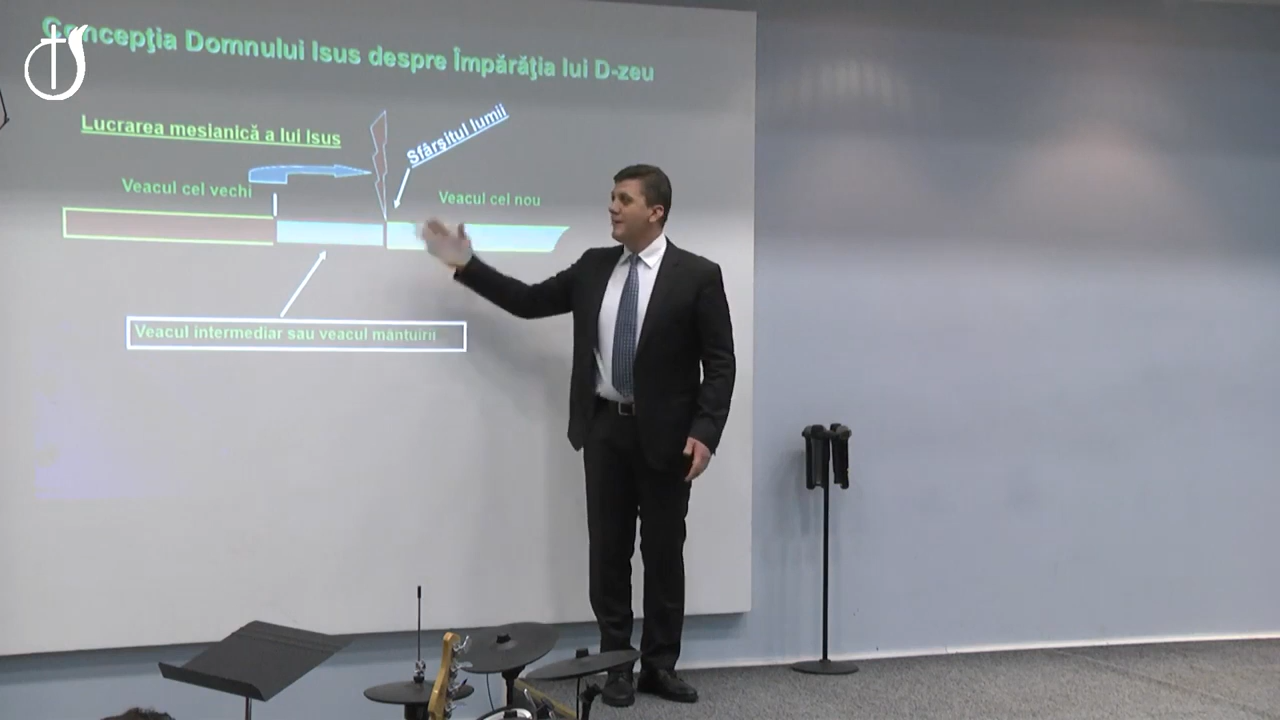 Concepţia Domnului Isus despre Împărăţia lui D-zeu
Lucrarea mesianică a lui Isus
Sfârşitul lumii
Veacul cel vechi
Veacul cel nou
Veacul intermediar sau veacul mântuirii